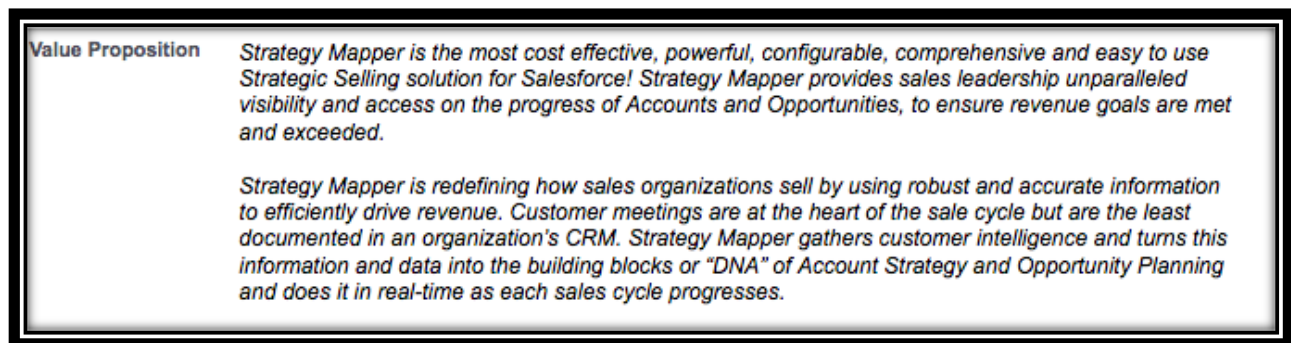 Value Proposition Strategy Mapper is the most cost effective, powerful, configurable, comprehensive and easy to use
Strategic Selling solution for Salesforce! Strategy Mapper provides sales leadership unparalleled
visibility and access on the progress of Accounts and Opportunities, to ensure revenue goals are met
and exceeded.
Strategy Mapper is redefining how sales organizations sell by using robust and accurate information
to efficiently drive revenue. Customer meetings are at the heart of the sale cycle but are the least
documented in an organization's CRM. Strategy Mapper gathers customer intelligence and turns this
information and data into the building blocks or “DNA” of Account Strategy and Opportunity Planning
and does it in real-time as each sales cycle progresses.